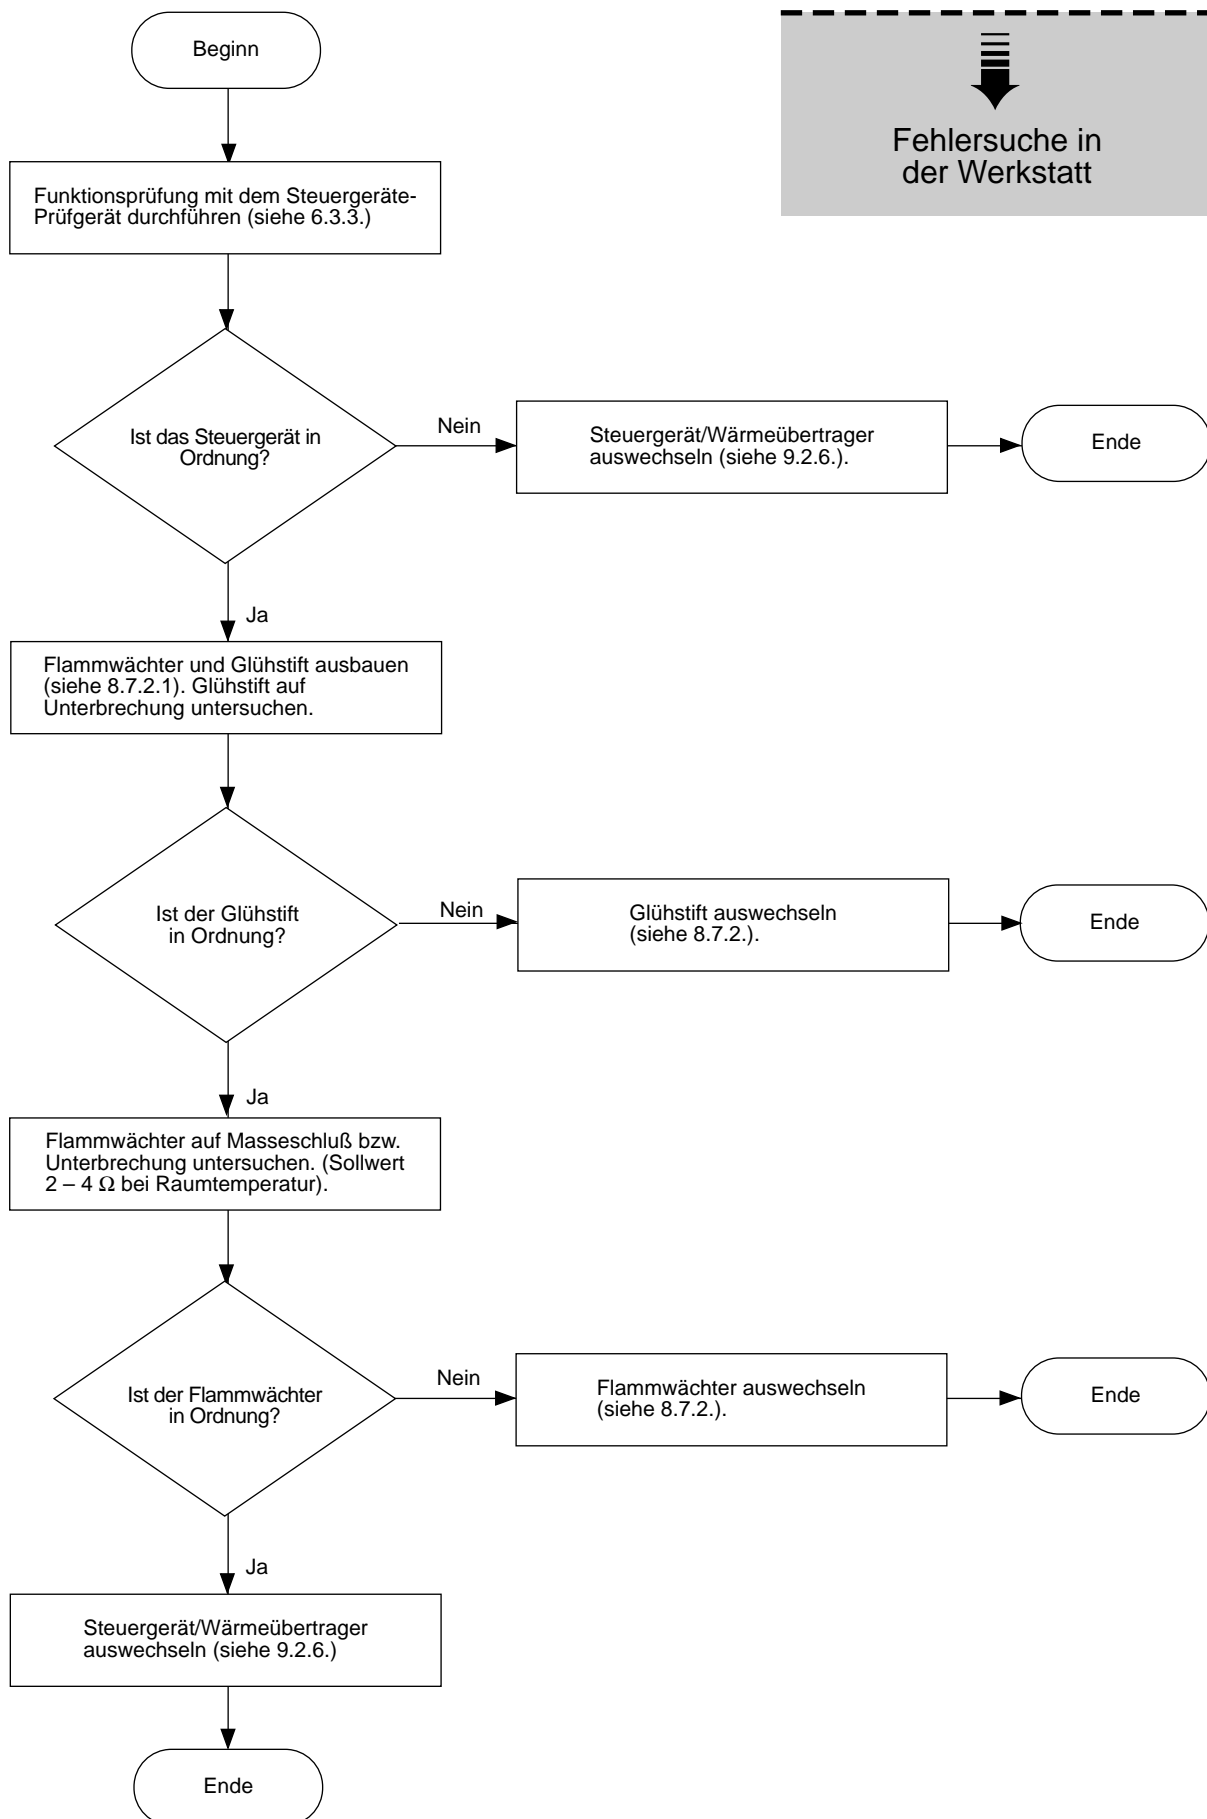 Beginn
Fehlersuche in
der Werkstatt
Funktionsprüfung mit dem Steuergeräte-
Prüfgerät durchführen (siehe 6.3.3.)
Ist das Steuergerät in
Ordnung?
Nein
Steuergerät/Wärmeübertrager
auswechseln (siehe 9.2.6.).
Ende
Ja
Flammwächter und Glühstift ausbauen
(siehe 8.7.2.1). Glühstift auf
Unterbrechung untersuchen.
Ist der Glühstift
in Ordnung?
Nein
Glühstift auswechseln
(siehe 8.7.2.).
Ende
Ja
Flammwächter auf Masseschluß bzw.
Unterbrechung untersuchen. (Sollwert
2 – 4 Ω bei Raumtemperatur).
Ist der Flammwächter
in Ordnung?
Nein
Flammwächter auswechseln
(siehe 8.7.2.).
Ende
Ja
Steuergerät/Wärmeübertrager
auswechseln (siehe 9.2.6.)
Ende